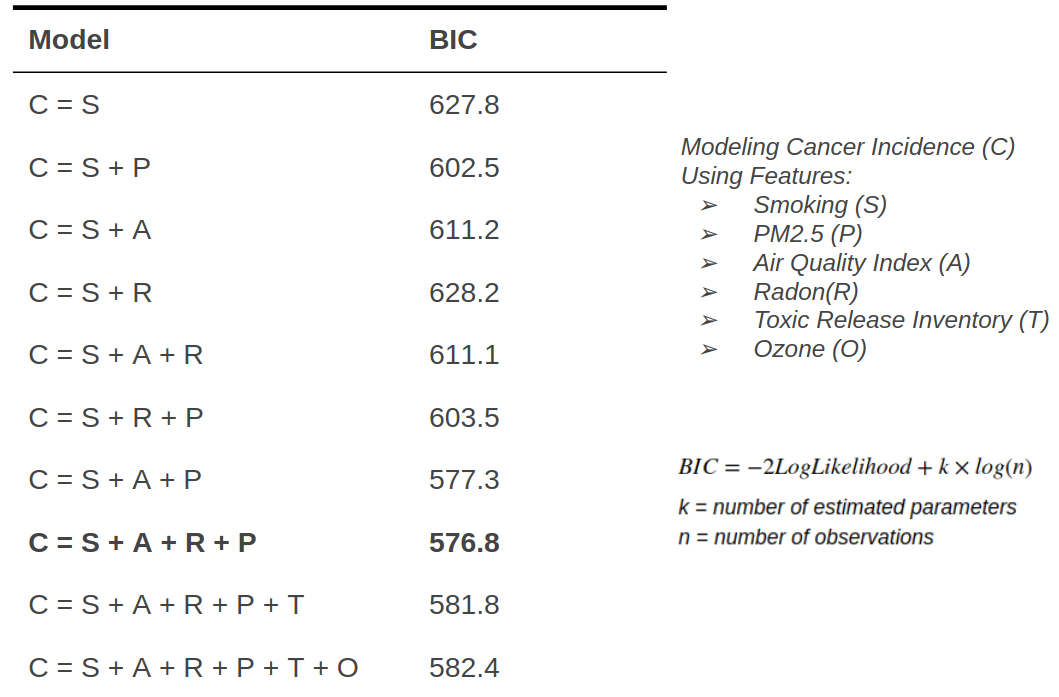 Model BIC
C = S 627.8
C = S + P 602.5
C = S + A 611.2
C = S + R 628.2
C = S + A + R 611.1
C = S + R + P 603.5
C = S + A + P 577.3
C = S + A + R + P 576.8
C = S + A + R + P + T 581.8
C = S + A + R + P + T + O 582.4
Modeling Cancer Incidence (C)
Using Features:
➢ Smoking (S)
➢ PM2.5 (P)
➢ Air Quality Index (A)
➢ Radon(R)
➢ Toxic Release Inventory (T)
➢ Ozone (O)
BIC = −2LogLikelihood + k × log(n)
k = number of estimated parameters
n = number of observations